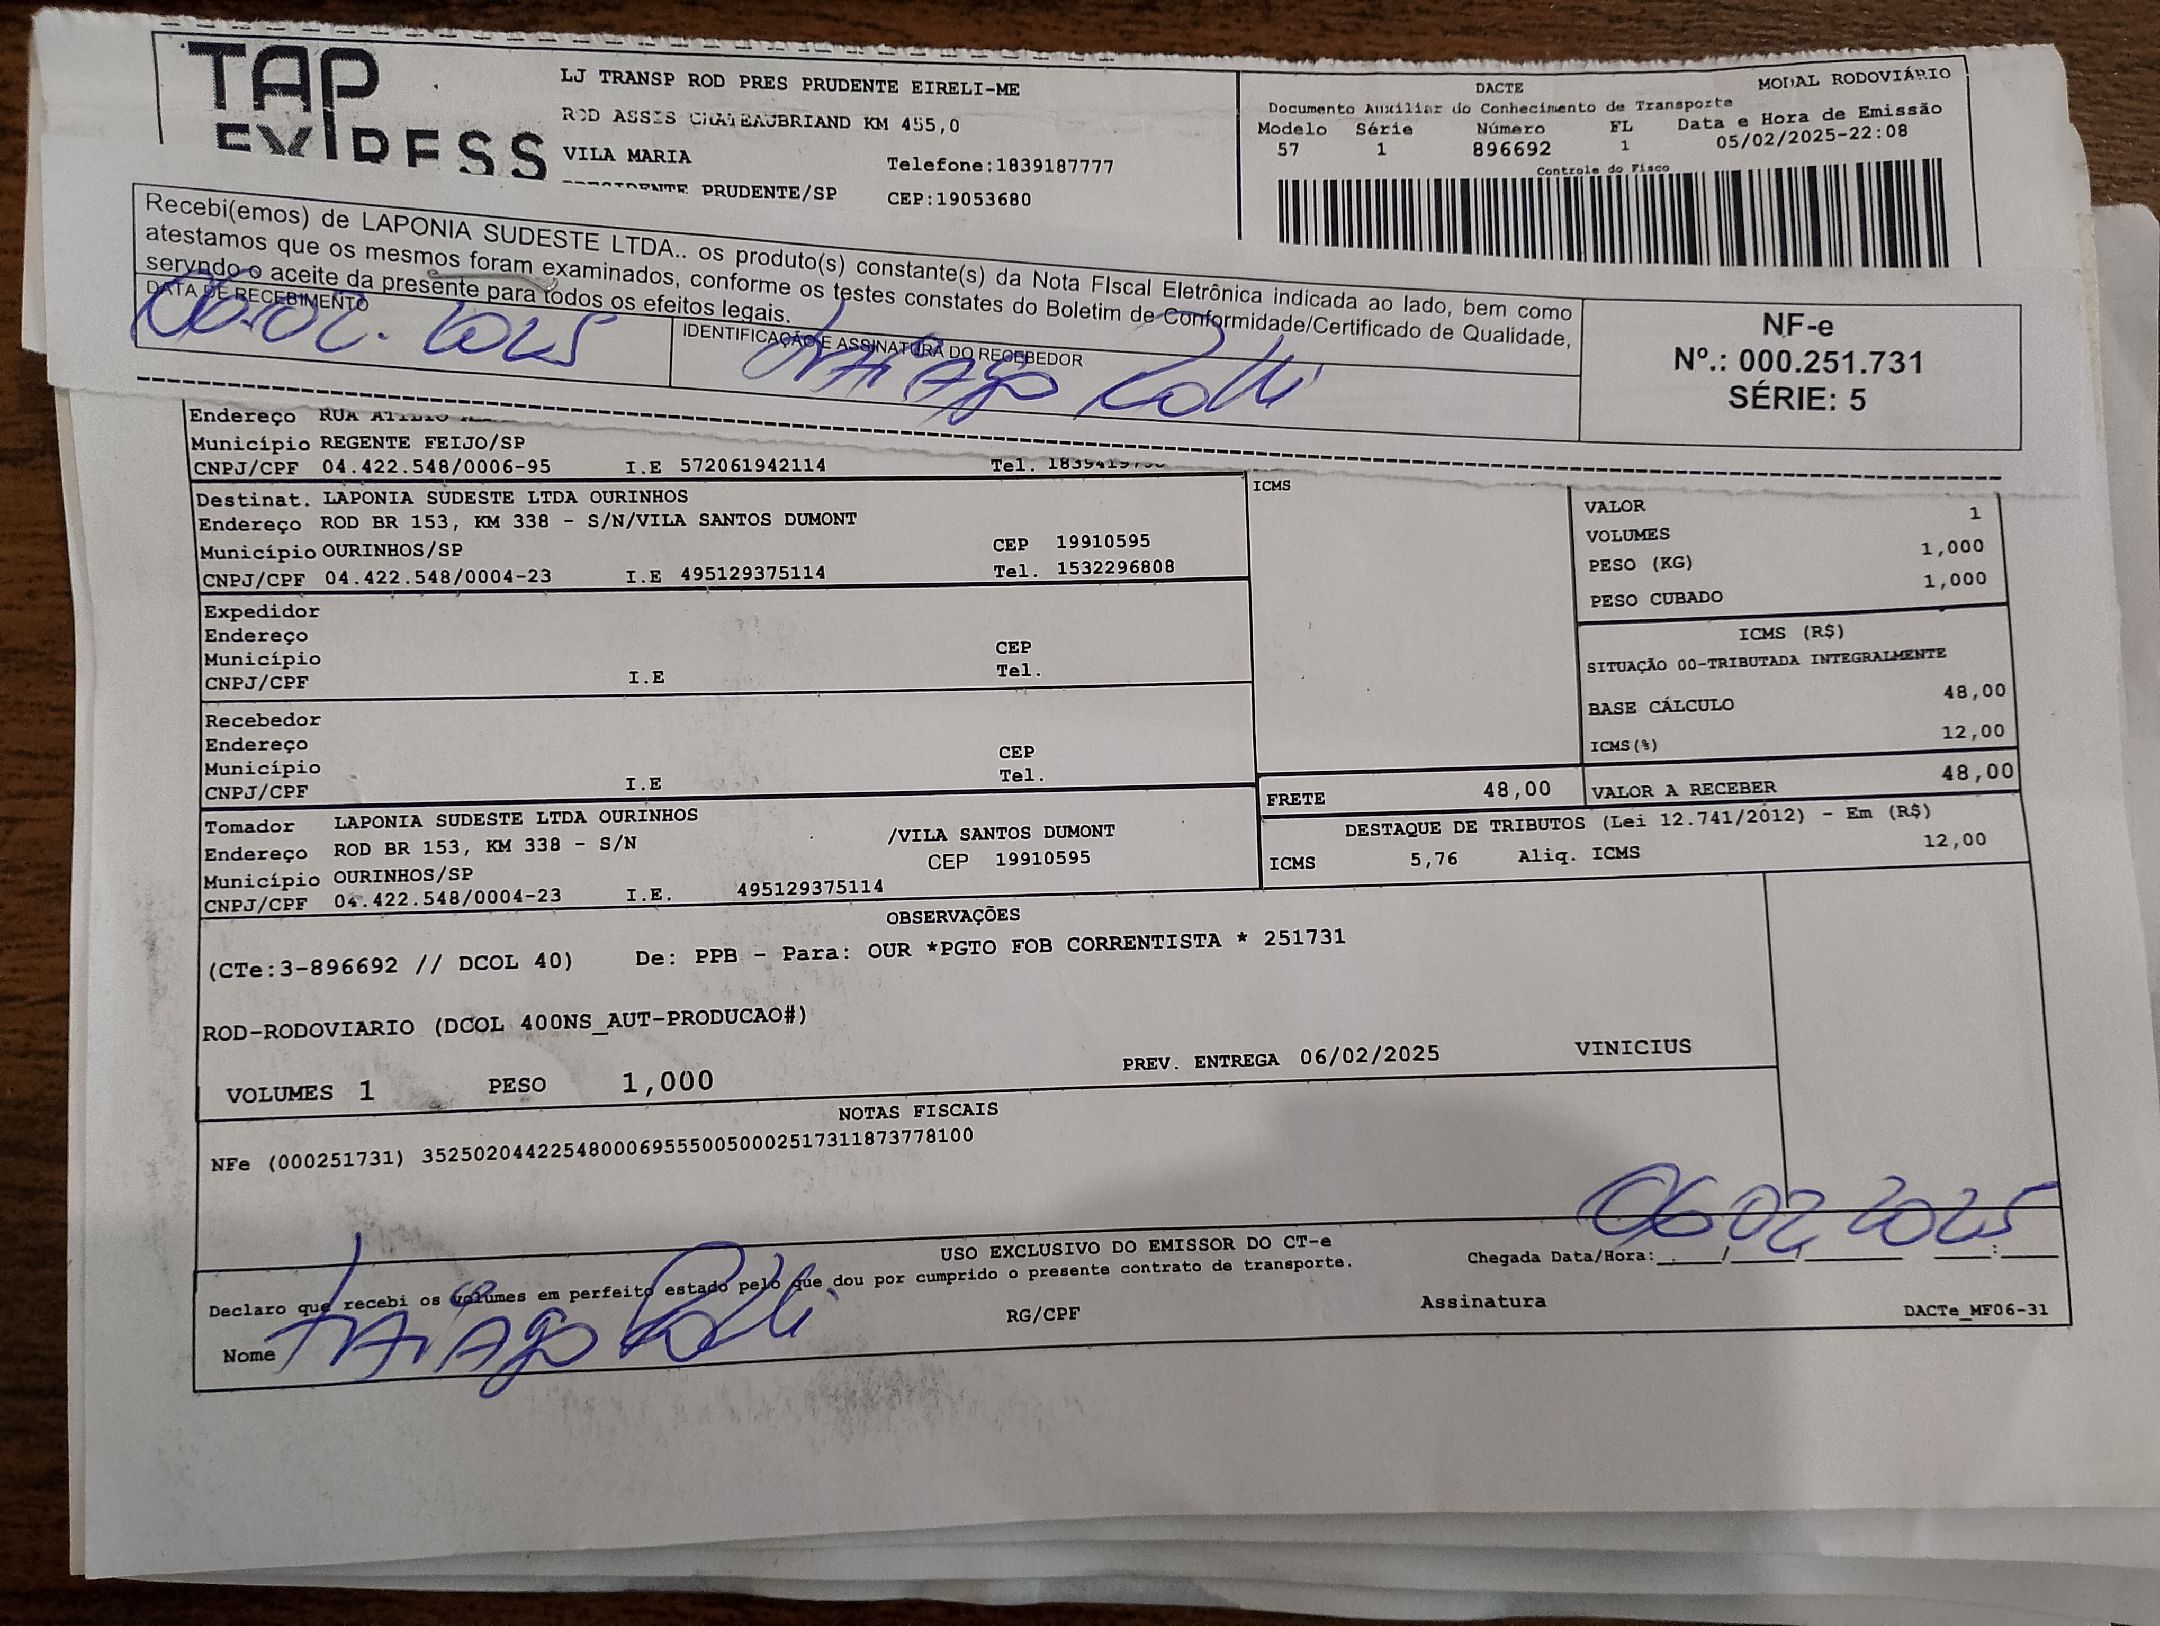 TAP
EXPRESS
LJ TRANSP ROD PRES PRUDENTE EIRELI-ME
ROD ASSIS CHATEAUBRIAND KM 455,0
VILA MARIA Telefone:1839187777
PRESIDENTE PRUDENTE/SP CEP:19053680
DACTE MODAL RODOVIÁRIO
Documento Auxiliar do Conhecimento de Transporte
Modelo Série Número FL Data e Hora de Emissão
57 1 896692 1 05/02/2025-22:08
Controle do Fisco
Recebi(emos) de LAPONIA SUDESTE LTDA.. os produto(s) constante(s) da Nota FIscal Eletrônica indicada ao lado, bem como
atestamos que os mesmos foram examinados, conforme os testes constates do Boletim de Conformidade/Certificado de Qualidade,
servndo o aceite da presente para todos os efeitos legais.
DATA DE RECEBIMENTO IDENTIFICAÇÃO E ASSINATURA DO RECEBEDOR
06.02.2025 THIAGO
NF-e
Nº.: 000.251.731
SÉRIE: 5
Endereço RUA ATILIO
Município REGENTE FEIJO/SP
CNPJ/CPF 04.422.548/0006-95 I.E 572061942114 Tel.
Destinat. LAPONIA SUDESTE LTDA OURINHOS
Endereço ROD BR 153, KM 338 - S/N/VILA SANTOS DUMONT
Município OURINHOS/SP CEP 19910595
CNPJ/CPF 04.422.548/0004-23 I.E 495129375114 Tel. 1532296808
Expedidor
Endereço
Município CEP
CNPJ/CPF I.E Tel.
Recebedor
Endereço
Município CEP
CNPJ/CPF I.E Tel.
Tomador LAPONIA SUDESTE LTDA OURINHOS
Endereço ROD BR 153, KM 338 - S/N /VILA SANTOS DUMONT
Município OURINHOS/SP CEP 19910595
CNPJ/CPF 04.422.548/0004-23 I.E. 495129375114
ICMS
VALOR 1
VOLUMES 1,000
PESO (KG) 1,000
PESO CUBADO
ICMS (R$)
SITUAÇÃO 00-TRIBUTADA INTEGRALMENTE
BASE CÁLCULO 48,00
ICMS(%) 12,00
FRETE 48,00 VALOR A RECEBER 48,00
DESTAQUE DE TRIBUTOS (Lei 12.741/2012) - Em (R$)
ICMS 5,76 Aliq. ICMS 12,00
OBSERVAÇÕES
(CTe:3-896692 // DCOL 40) De: PPB - Para: OUR *PGTO FOB CORRENTISTA * 251731
ROD-RODOVIARIO (DCOL 400NS_AUT-PRODUCAO#)
VOLUMES 1 PESO 1,000 PREV. ENTREGA 06/02/2025 VINICIUS
NOTAS FISCAIS
NFe (000251731) 35250204422548000695550050002517311873778100
USO EXCLUSIVO DO EMISSOR DO CT-e
Declaro que recebi os volumes em perfeito estado pelo que dou por cumprido o presente contrato de transporte.
Chegada Data/Hora:____/____/____ ____:____
06 02 2025
Nome THIAGO RG/CPF Assinatura DACTe_MF06-31